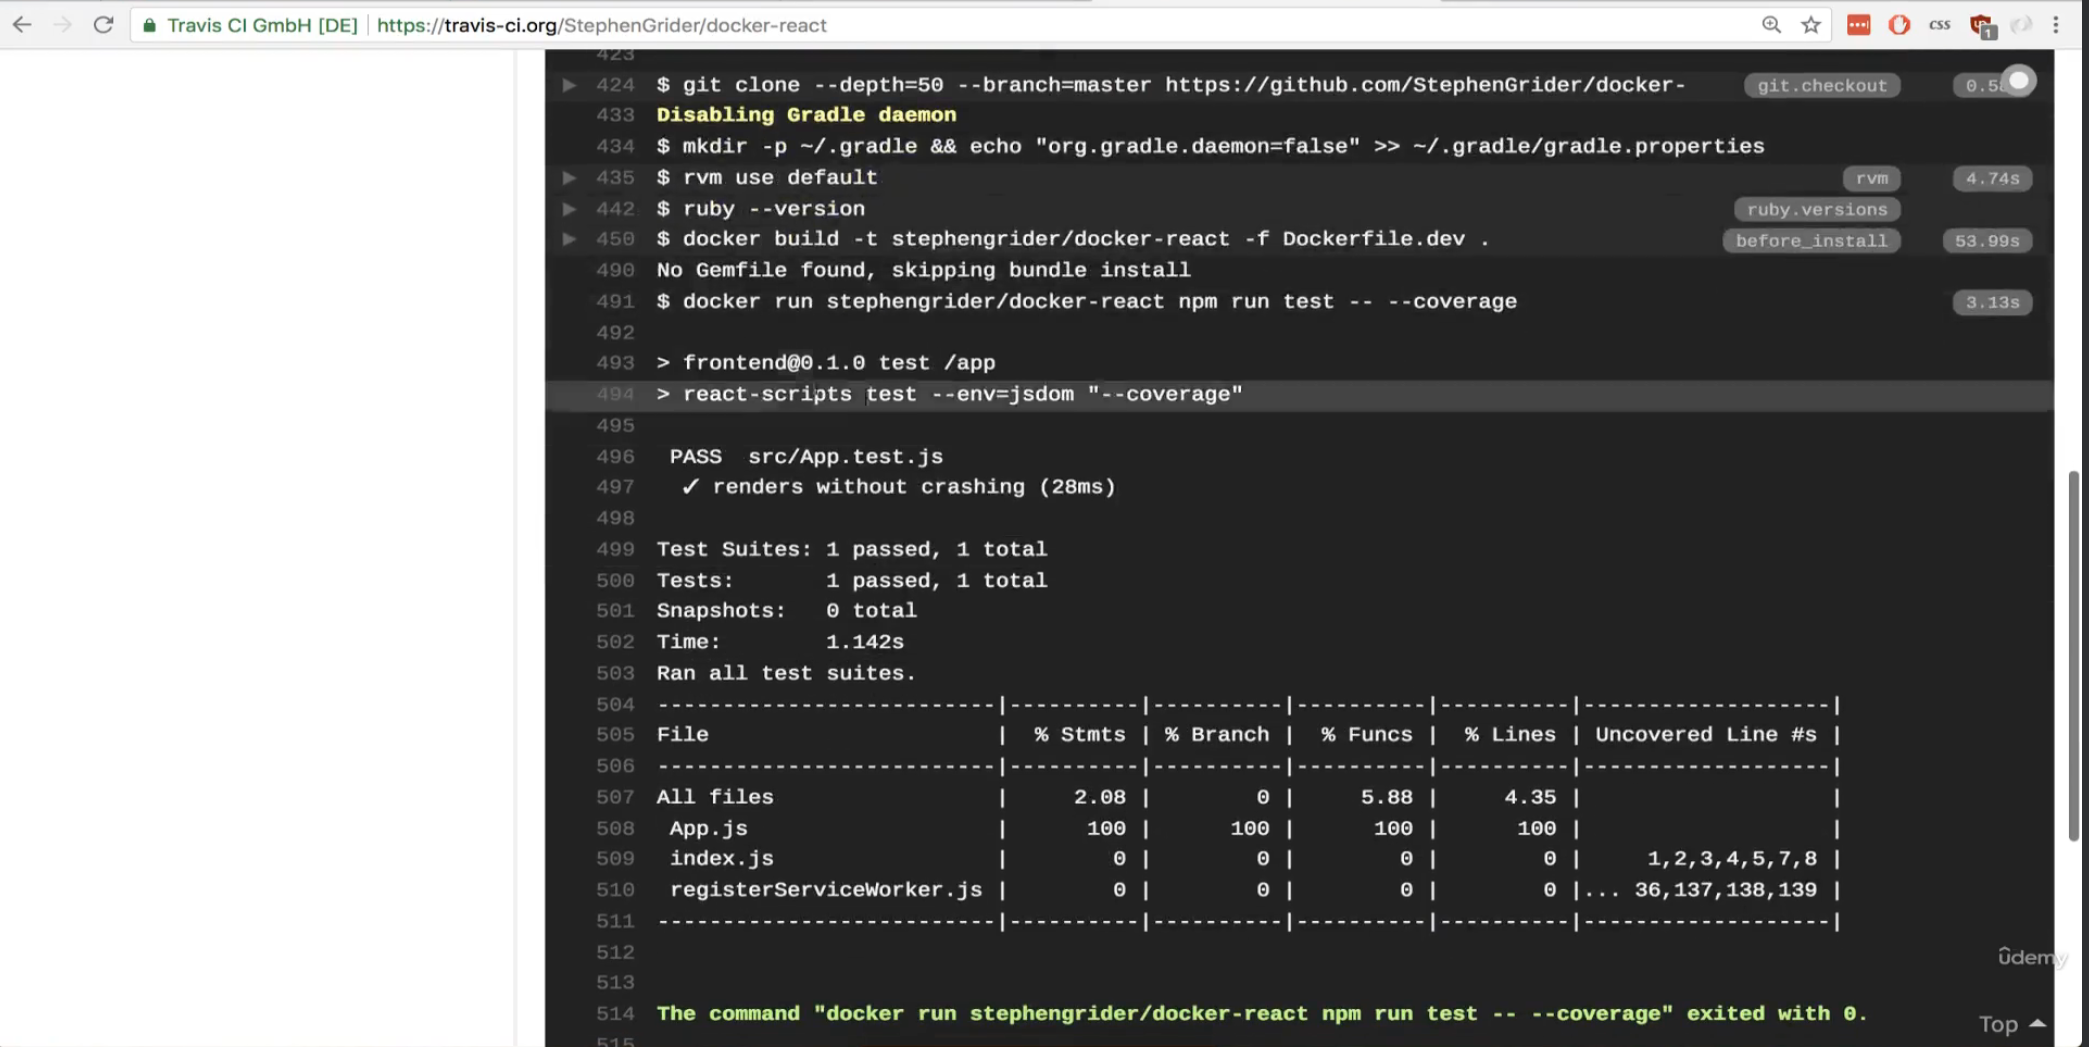 Travis CI GmbH [DE] https://travis-ci.org/StephenGrider/docker-react
css
1
423
424 $ git clone --depth=50 --branch=master https://github.com/StephenGrider/docker- git.checkout
433 Disabling Gradle daemon
434 $ mkdir -p ~/.gradle && echo "org.gradle.daemon=false" >> ~/.gradle/gradle.properties
435 $ rvm use default rvm 4.74s
442 $ ruby --version ruby.versions
450 $ docker build -t stephengrider/docker-react -f Dockerfile.dev . before_install 53.99s
490 No Gemfile found, skipping bundle install
491 $ docker run stephengrider/docker-react npm run test -- --coverage 3.13s
492
493 > frontend@0.1.0 test /app
494 > react-scripts test --env=jsdom "--coverage"
495
496 PASS src/App.test.js
497 ✓ renders without crashing (28ms)
498
499 Test Suites: 1 passed, 1 total
500 Tests: 1 passed, 1 total
501 Snapshots: 0 total
502 Time: 1.142s
503 Ran all test suites.
504 --------------------------|----------|----------|----------|----------|-------------------|
505 File | % Stmts | % Branch | % Funcs | % Lines | Uncovered Line #s |
506 --------------------------|----------|----------|----------|----------|-------------------|
507 All files | 2.08 | 0 | 5.88 | 4.35 | |
508 App.js | 100 | 100 | 100 | 100 | |
509 index.js | 0 | 0 | 0 | 0 | 1,2,3,4,5,7,8 |
510 registerServiceWorker.js | 0 | 0 | 0 | 0 |... 36,137,138,139 |
511 --------------------------|----------|----------|----------|----------|-------------------|
512
513
514 The command "docker run stephengrider/docker-react npm run test -- --coverage" exited with 0.
515
udemy
Top